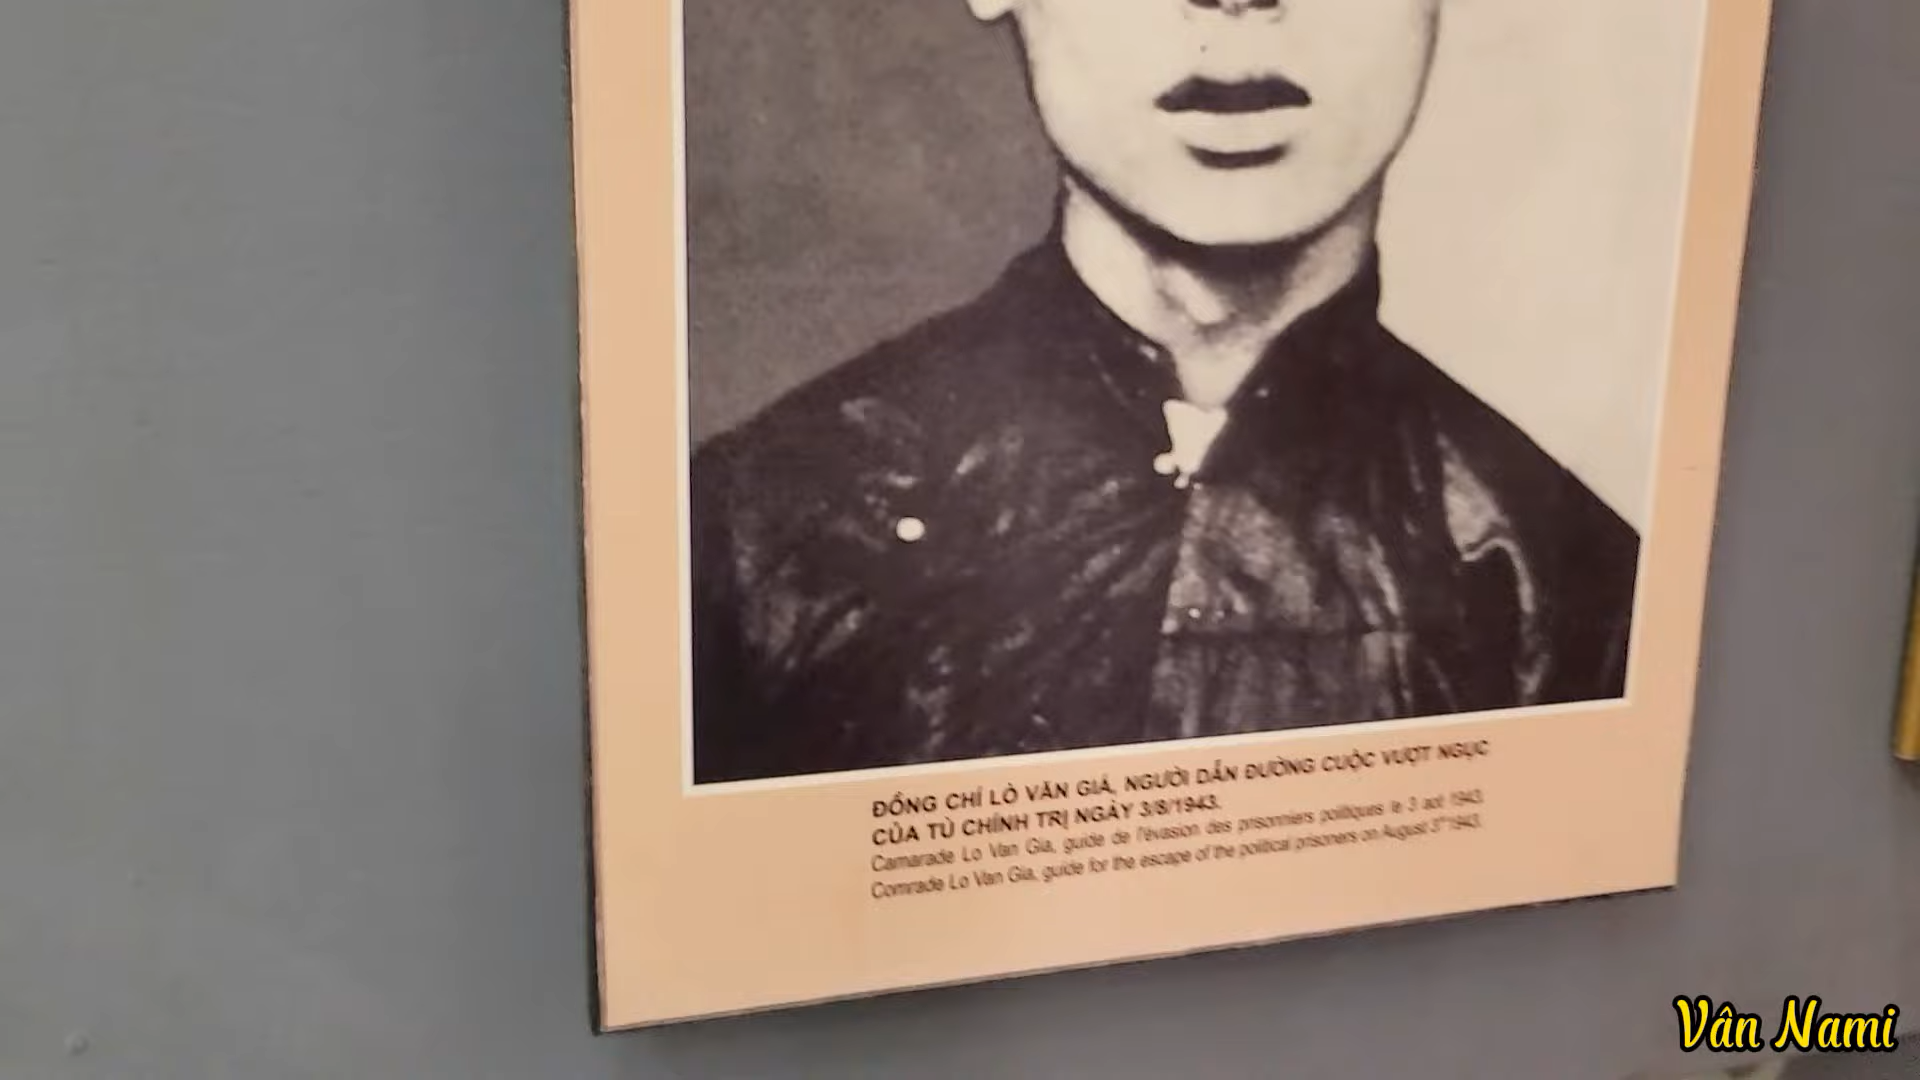 ĐỒNG CHÍ LÒ VĂN GIÁ, NGƯỜI DẪN ĐƯỜNG CUỘC VƯỢT NGỤC
CỦA TÙ CHÍNH TRỊ NGÀY 3/8/1943.
Camarade Lo Van Gia, guide de l'évasion des prisonniers politiques le 3 aot 1943.
Comrade Lo Van Gia, guide for the escape of the political prisoners on August 3rd 1943.
Vân Nami